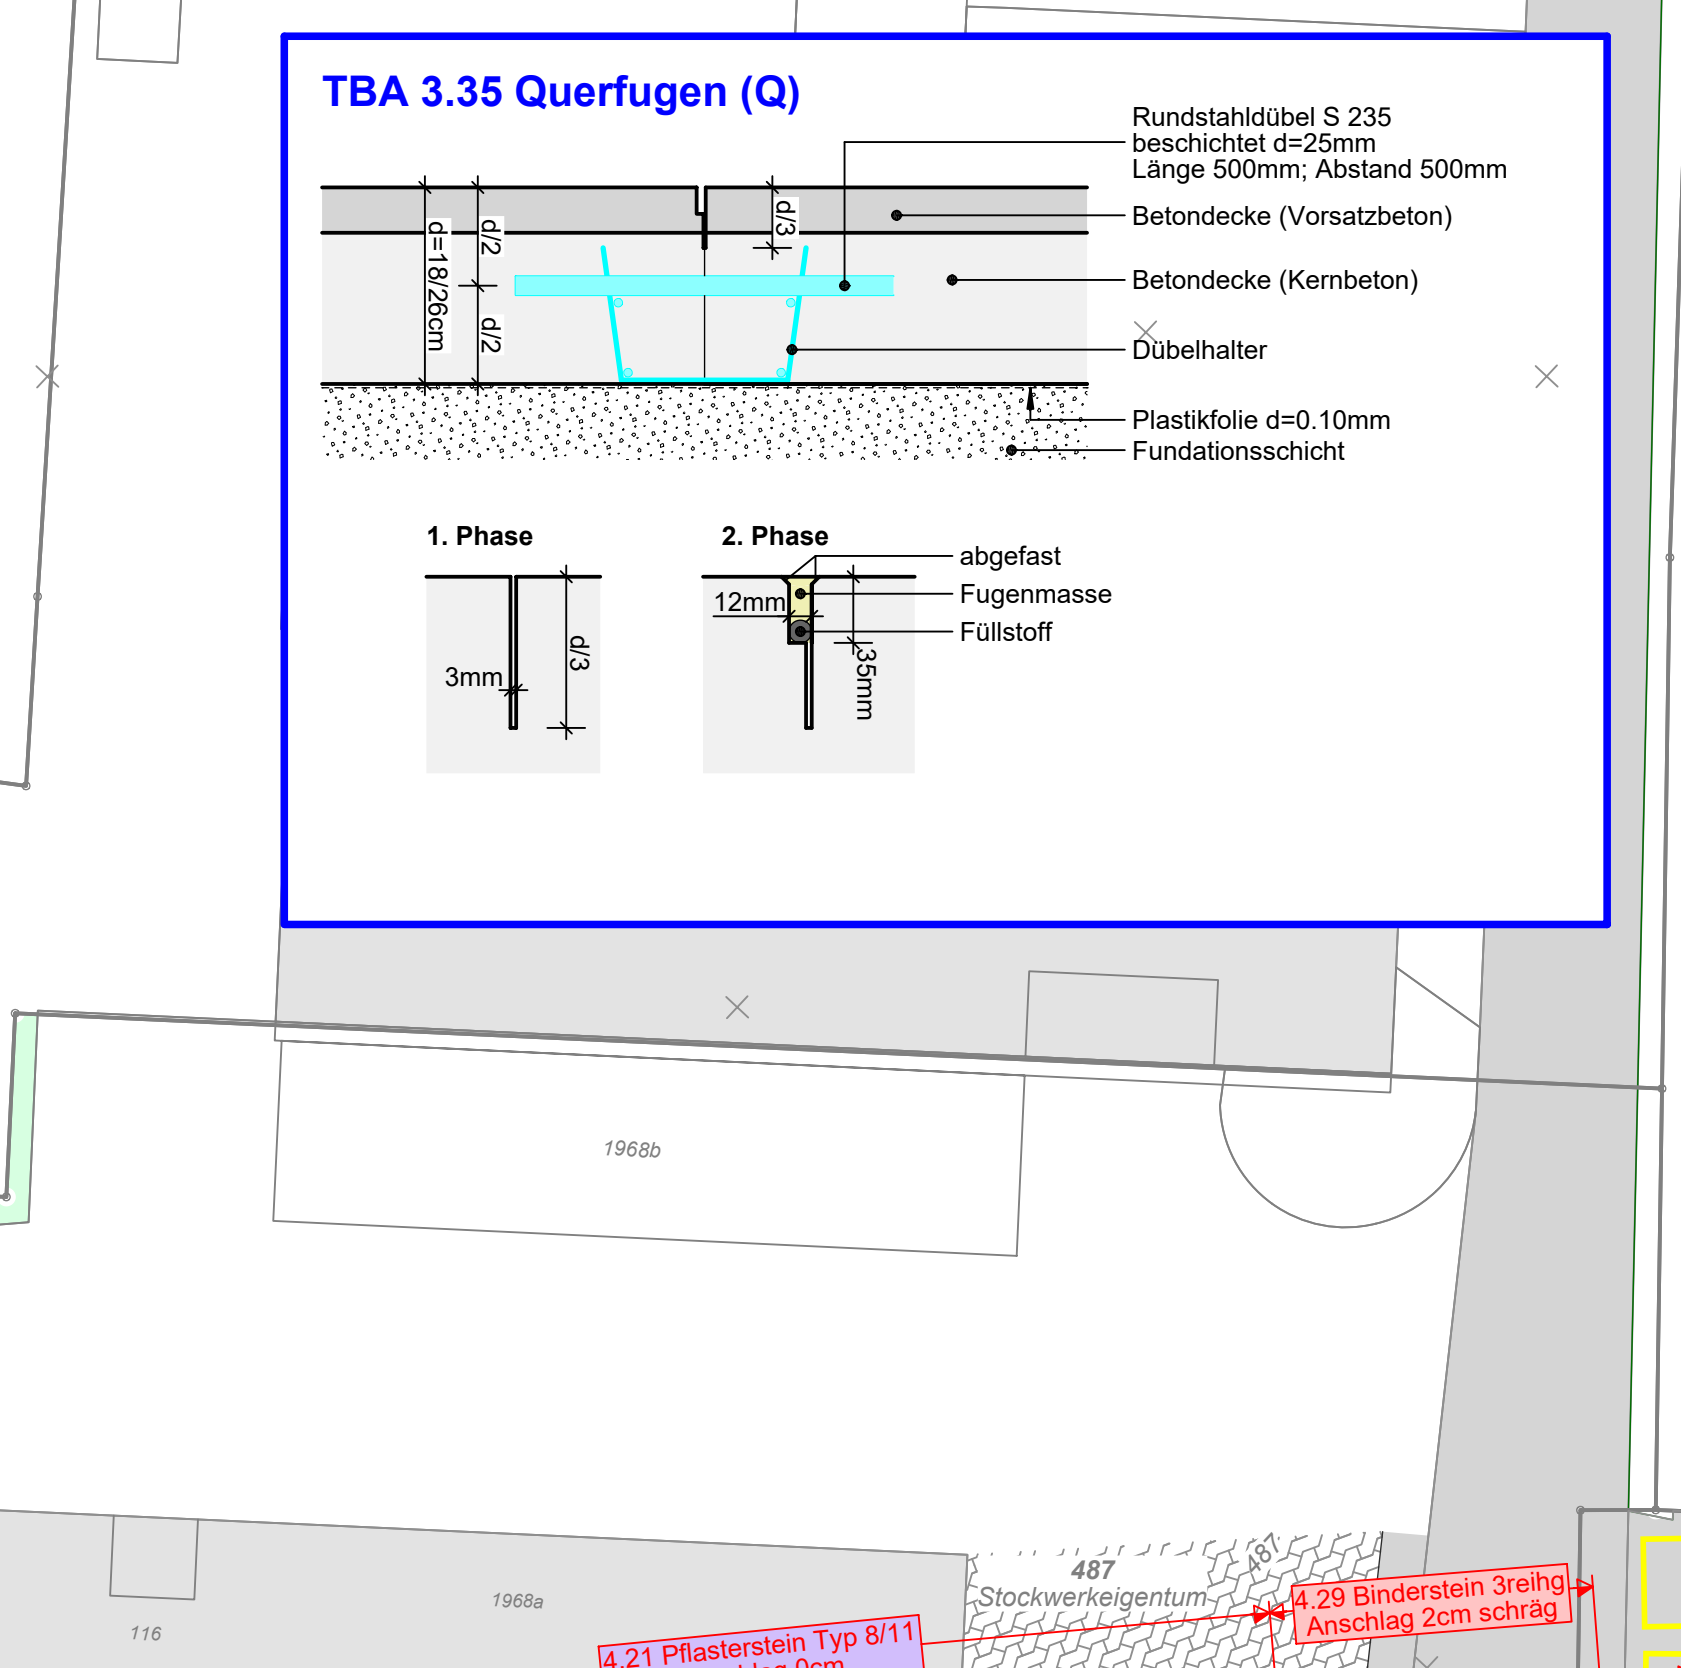 TBA 3.35 Querfugen (Q)
Rundstahldübel S 235
beschichtet d=25mm
Länge 500mm; Abstand 500mm
Betondecke (Vorsatzbeton)
Betondecke (Kernbeton)
Dübelhalter
Plastikfolie d=0.10mm
Fundationsschicht
d=18/26cm
d/2
d/2
d/3
1. Phase
3mm
d/3
2. Phase
abgefast
Fugenmasse
Füllstoff
12mm
35mm
1968b
1968a
116
487
Stockwerkeigentum
487
4.29 Binderstein 3reihg
Anschlag 2cm schräg
4.21 Pflasterstein Typ 8/11
0cm